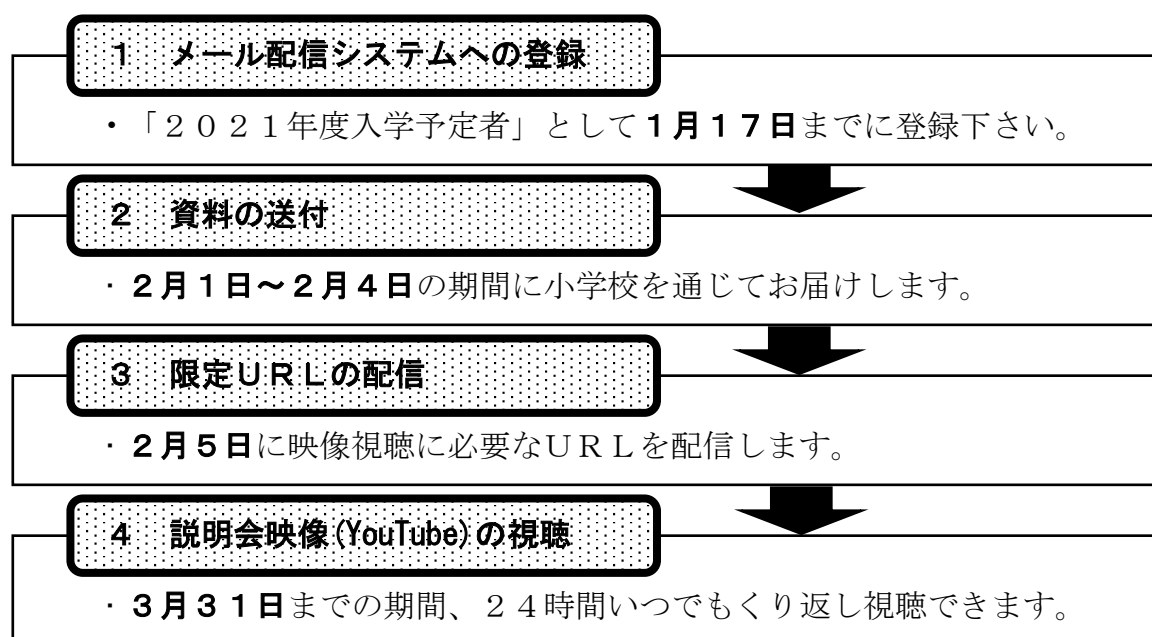 １　メール配信システムへの登録
・「２０２１年度入学予定者」として１月１７日までに登録下さい。
２　資料の送付
・２月１日～２月４日の期間に小学校を通じてお届けします。
３　限定ＵＲＬの配信
・２月５日に映像視聴に必要なＵＲＬを配信します。
４　説明会映像(YouTube)の視聴
・３月３１日までの期間、２４時間いつでもくり返し視聴できます。